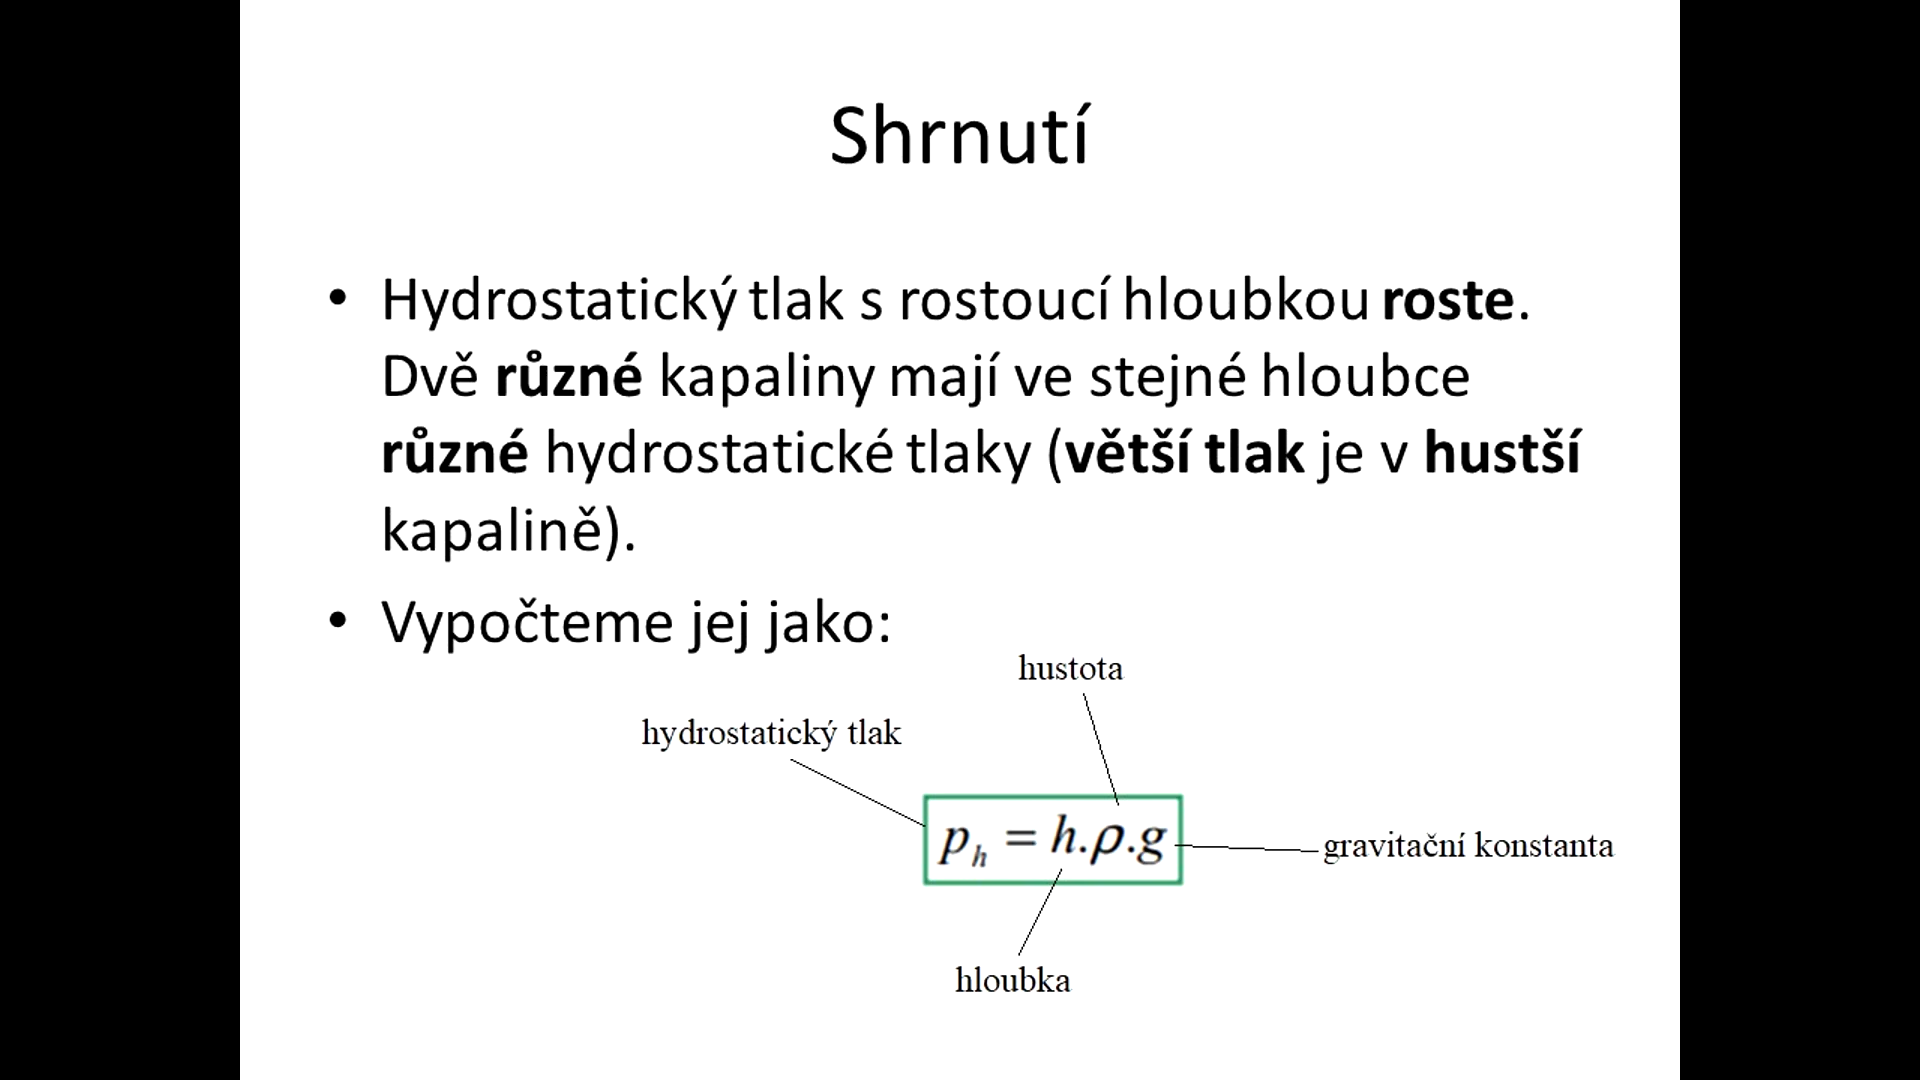 Shrnutí
• Hydrostatický tlak s rostoucí hloubkou roste.
Dvě různé kapaliny mají ve stejné hloubce
různé hydrostatické tlaky (větší tlak je v hustší
kapalině).
• Vypočteme jej jako:
hustota
hydrostatický tlak
p_h = h.ρ.g
gravitační konstanta
hloubka